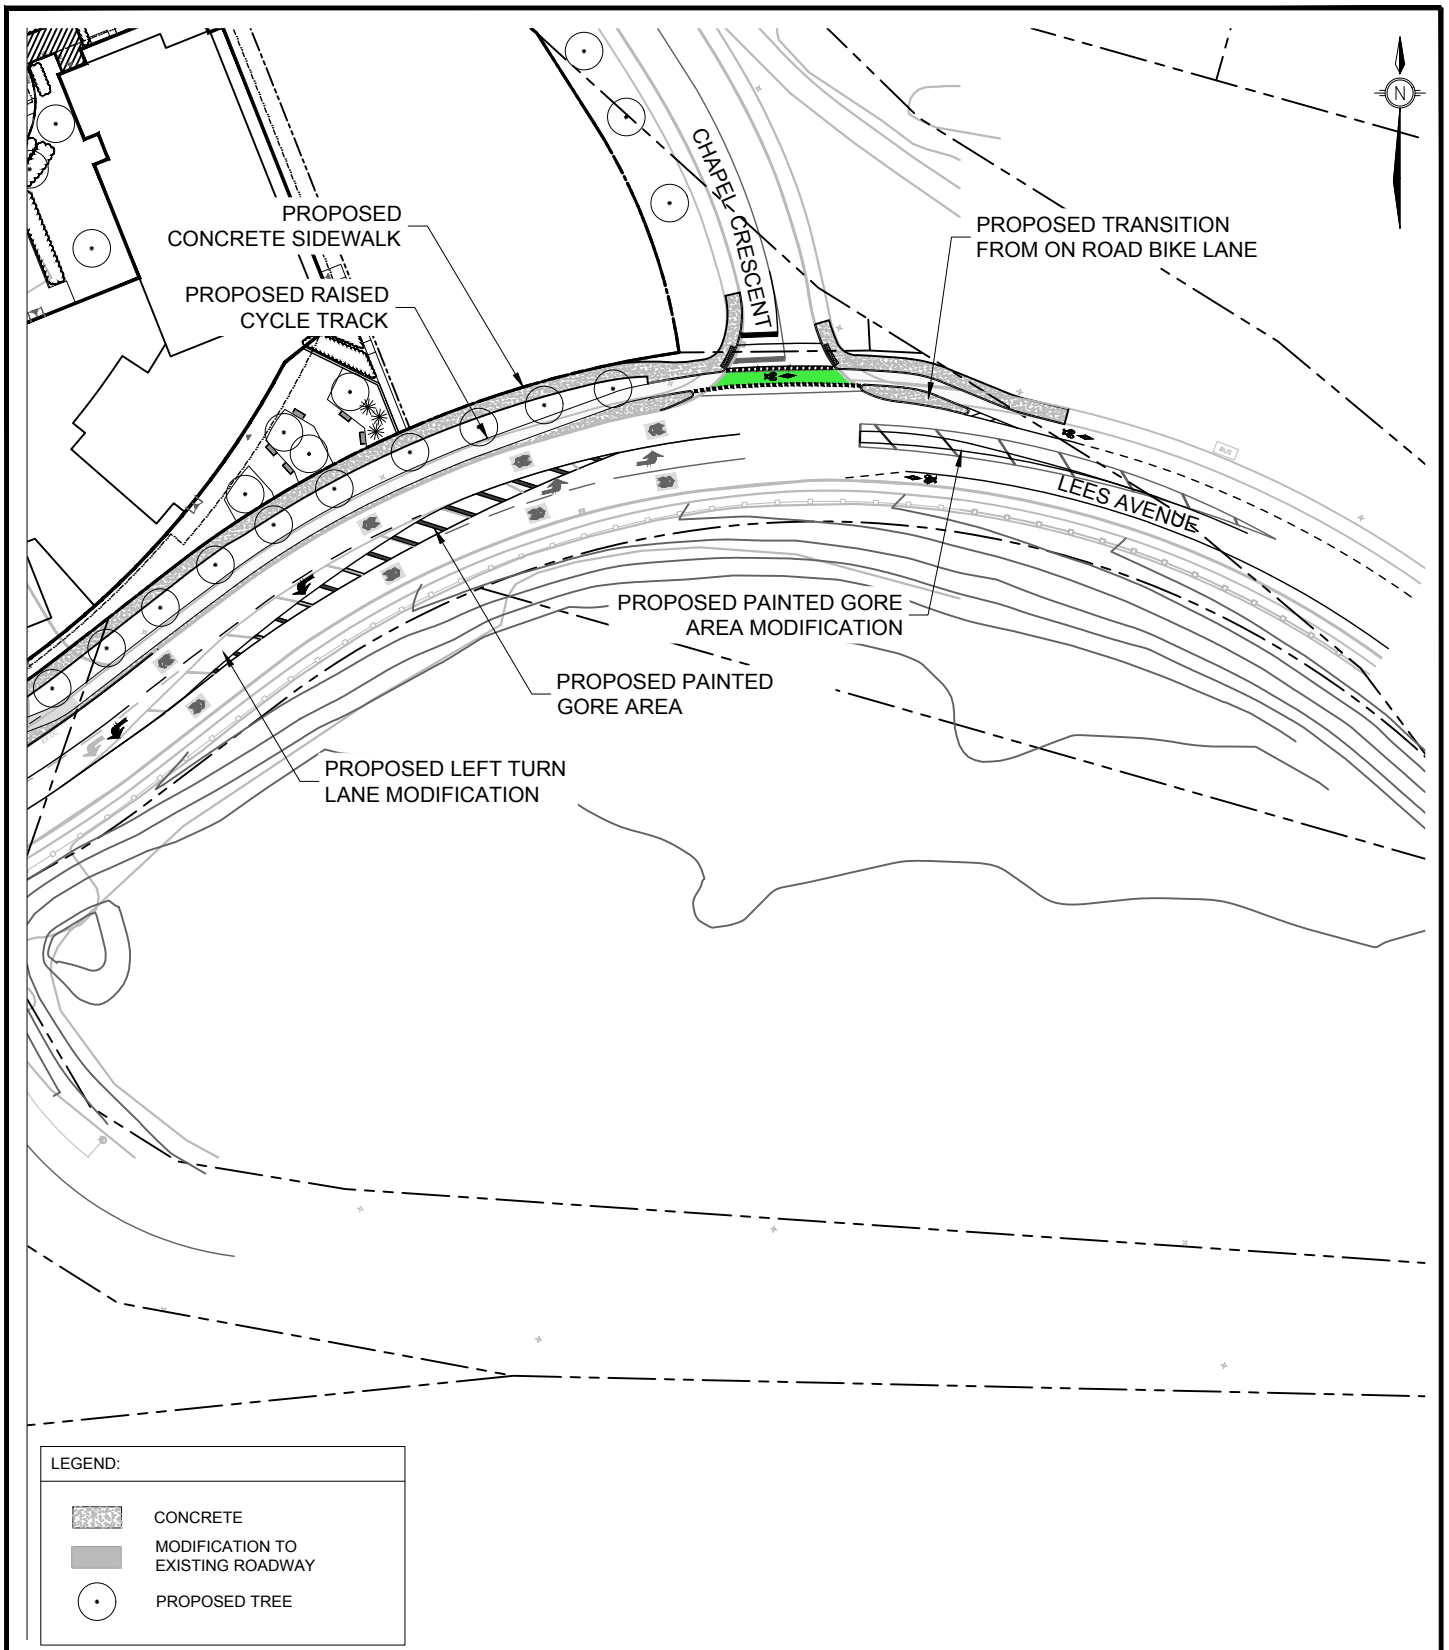 N
CHAPEL CRESCENT
PROPOSED
CONCRETE SIDEWALK
PROPOSED TRANSITION
FROM ON ROAD BIKE LANE
PROPOSED RAISED
CYCLE TRACK
BUS
LEES AVENUE
PROPOSED PAINTED GORE
AREA MODIFICATION
PROPOSED PAINTED
GORE AREA
PROPOSED LEFT TURN
LANE MODIFICATION
LEGEND:
CONCRETE
MODIFICATION TO
EXISTING ROADWAY
PROPOSED TREE